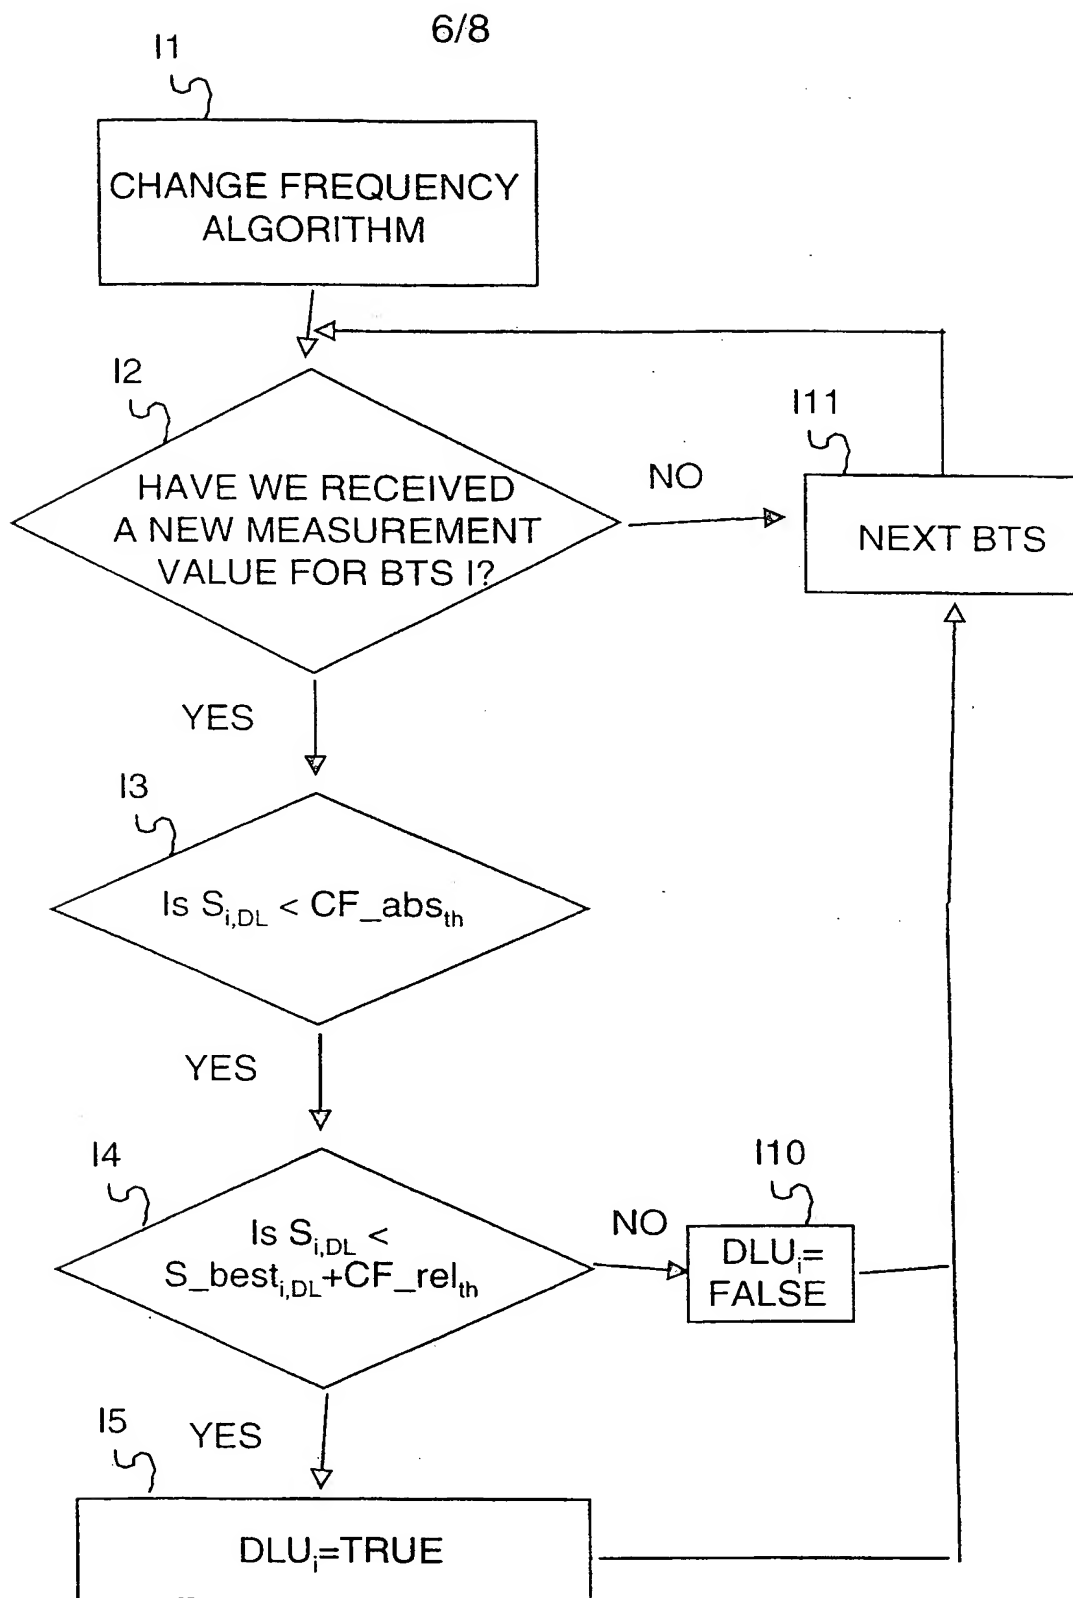 6/8
I1
CHANGE FREQUENCY
ALGORITHM
I2
HAVE WE RECEIVED
A NEW MEASUREMENT
VALUE FOR BTS I?
NO
I11
NEXT BTS
YES
I3
Is S_i,DL < CF_abs_th
YES
I4
Is S_i,DL <
S_best_i,DL+CF_rel_th
NO
I10
DLU_i=
FALSE
YES
I5
DLU_i=TRUE